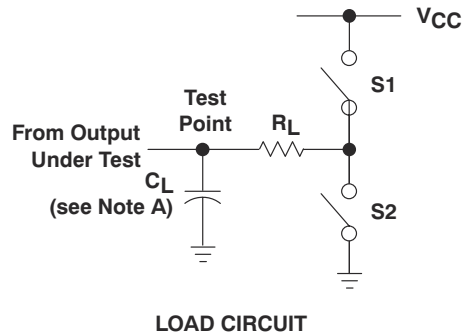 VCC
S1
Test
Point
RL
From Output
Under Test
CL
(see Note A)
S2
LOAD CIRCUIT